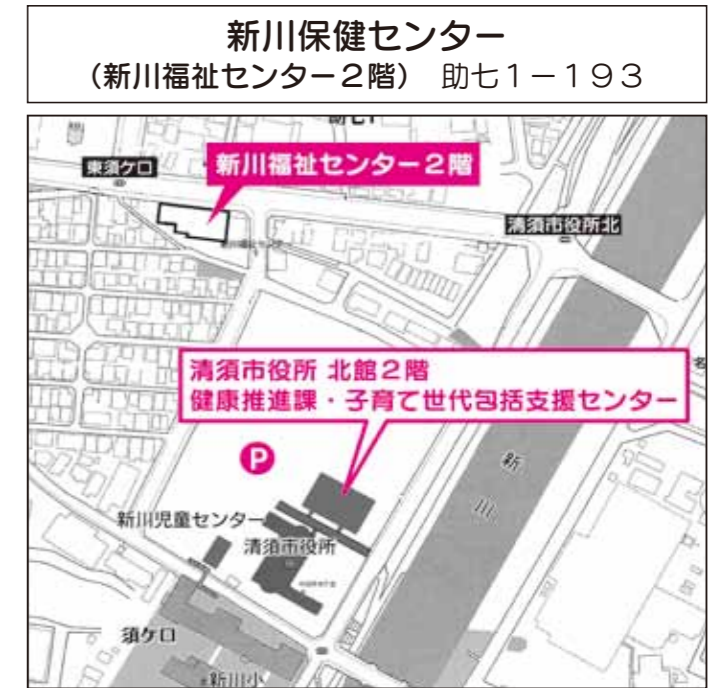 新川保健センター
（新川福祉センター２階） 助七１－１９３
助七1
東須ケ口
新川福祉センター２階
清須市役所北
清須市役所 北館２階
健康推進課・子育て世代包括支援センター
P
新川
新川児童センター
清須市役所
須ケ口
新川小
名